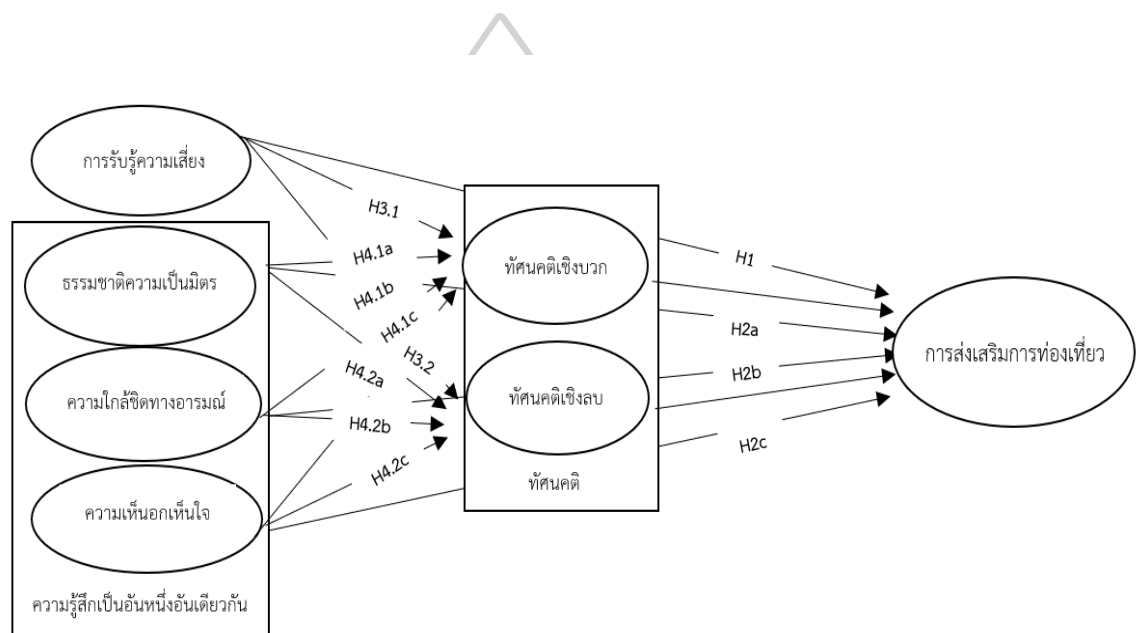 การรับรู้ความเสี่ยง
ธรรมชาติความเป็นมิตร
ความใกล้ชิดทางอารมณ์
ความเห็นอกเห็นใจ
ความรู้สึกเป็นอันหนึ่งอันเดียวกัน
H3.1
H4.1a
H4.1b
H4.1c
H3.2
H4.2a
H4.2b
H4.2c
ทัศนคติเชิงบวก
ทัศนคติเชิงลบ
ทัศนคติ
H1
H2a
H2b
H2c
การส่งเสริมการท่องเที่ยว